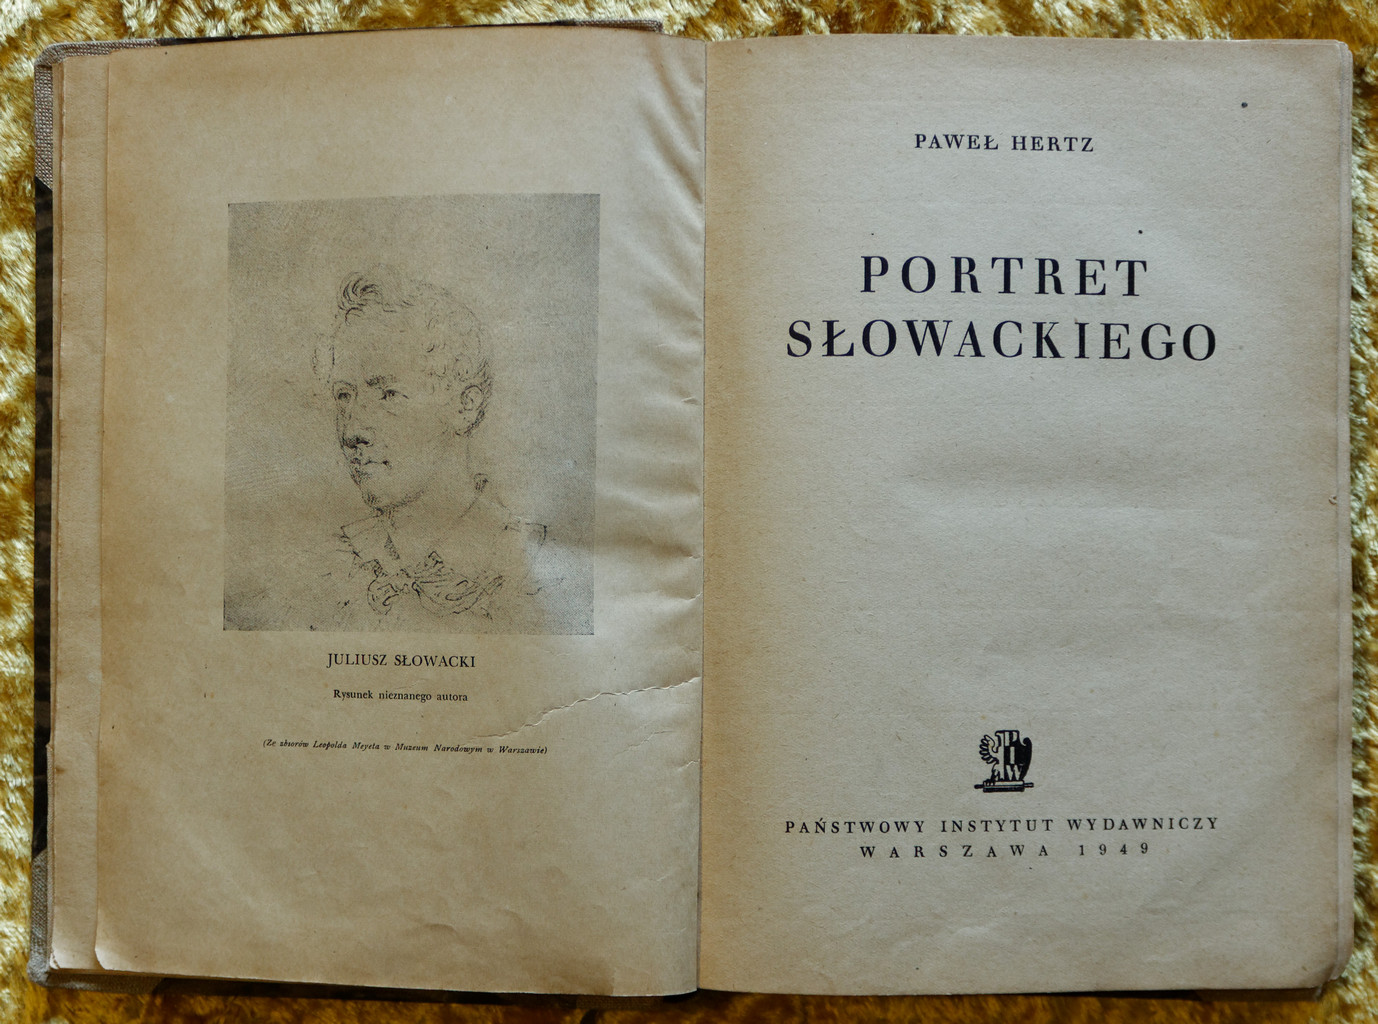 JULIUSZ SŁOWACKI
Rysunek nieznanego autora
(Ze zbiorów Leopolda Meyeta w Muzeum Narodowym w Warszawie)
PAWEŁ HERTZ
PORTRET
SŁOWACKIEGO
PIW
PAŃSTWOWY INSTYTUT WYDAWNICZY
WARSZAWA 1949